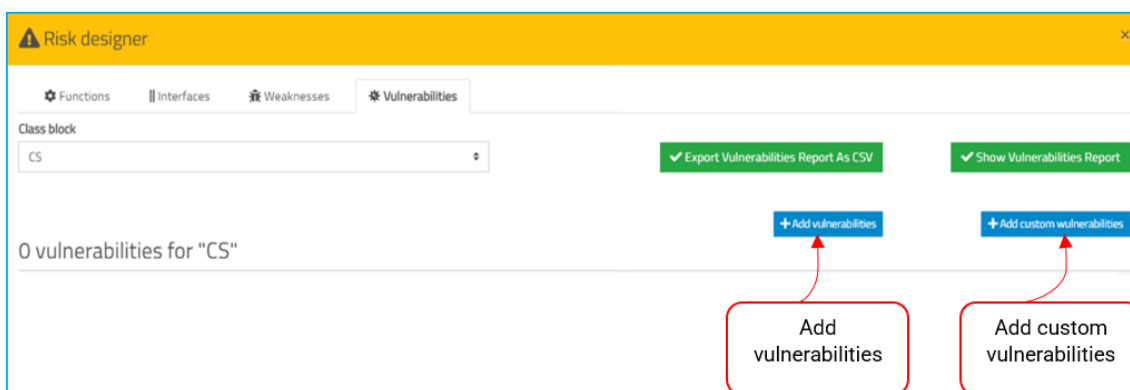 Risk designer ×
Functions Interfaces Weaknesses Vulnerabilities
Class block
CS
Export Vulnerabilities Report As CSV Show Vulnerabilities Report
+ Add vulnerabilities + Add custom wulnerabilities
0 vulnerabilities for "CS"
Add
vulnerabilities
Add custom
vulnerabilities